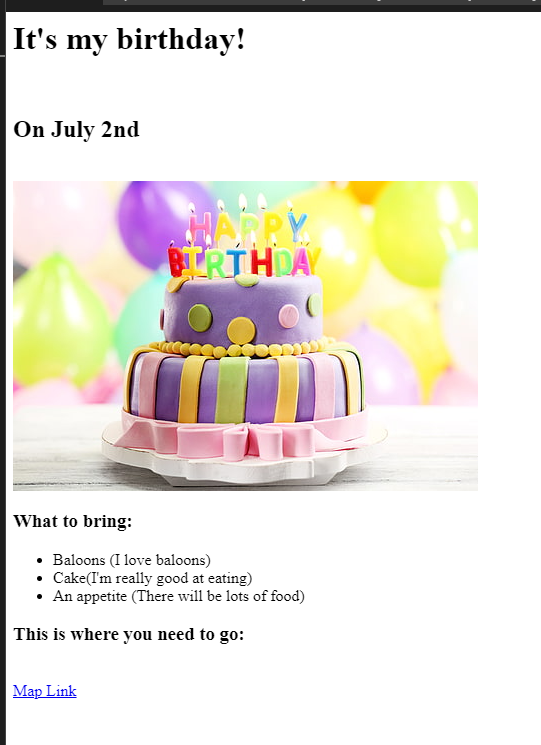 It's my birthday!
On July 2nd
HAPPY
BIRTHDAY
What to bring:
Baloons (I love baloons)
Cake(I'm really good at eating)
An appetite (There will be lots of food)
This is where you need to go:
Map Link